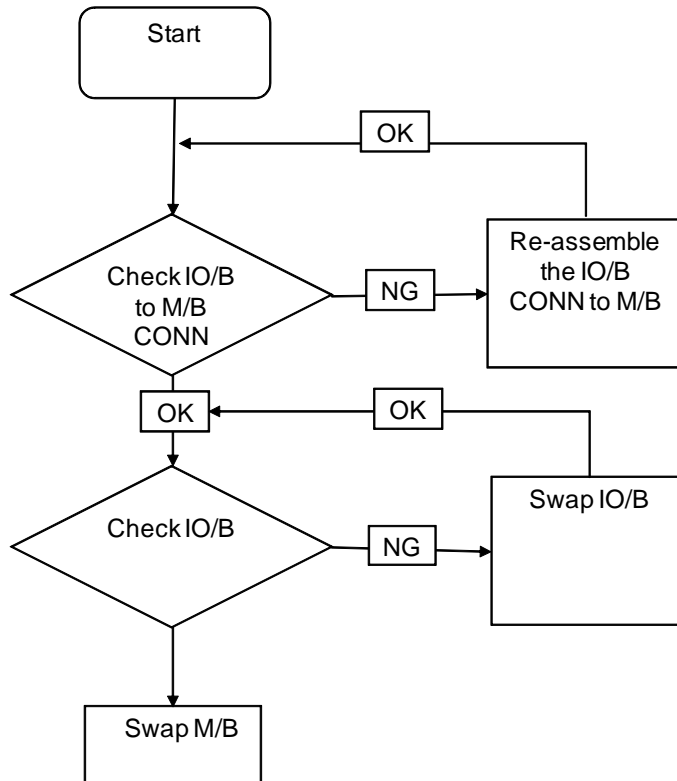 Start
OK
Check IO/B
to M/B
CONN
NG
Re-assemble
the IO/B
CONN to M/B
OK
OK
Check IO/B
NG
Swap IO/B
Swap M/B